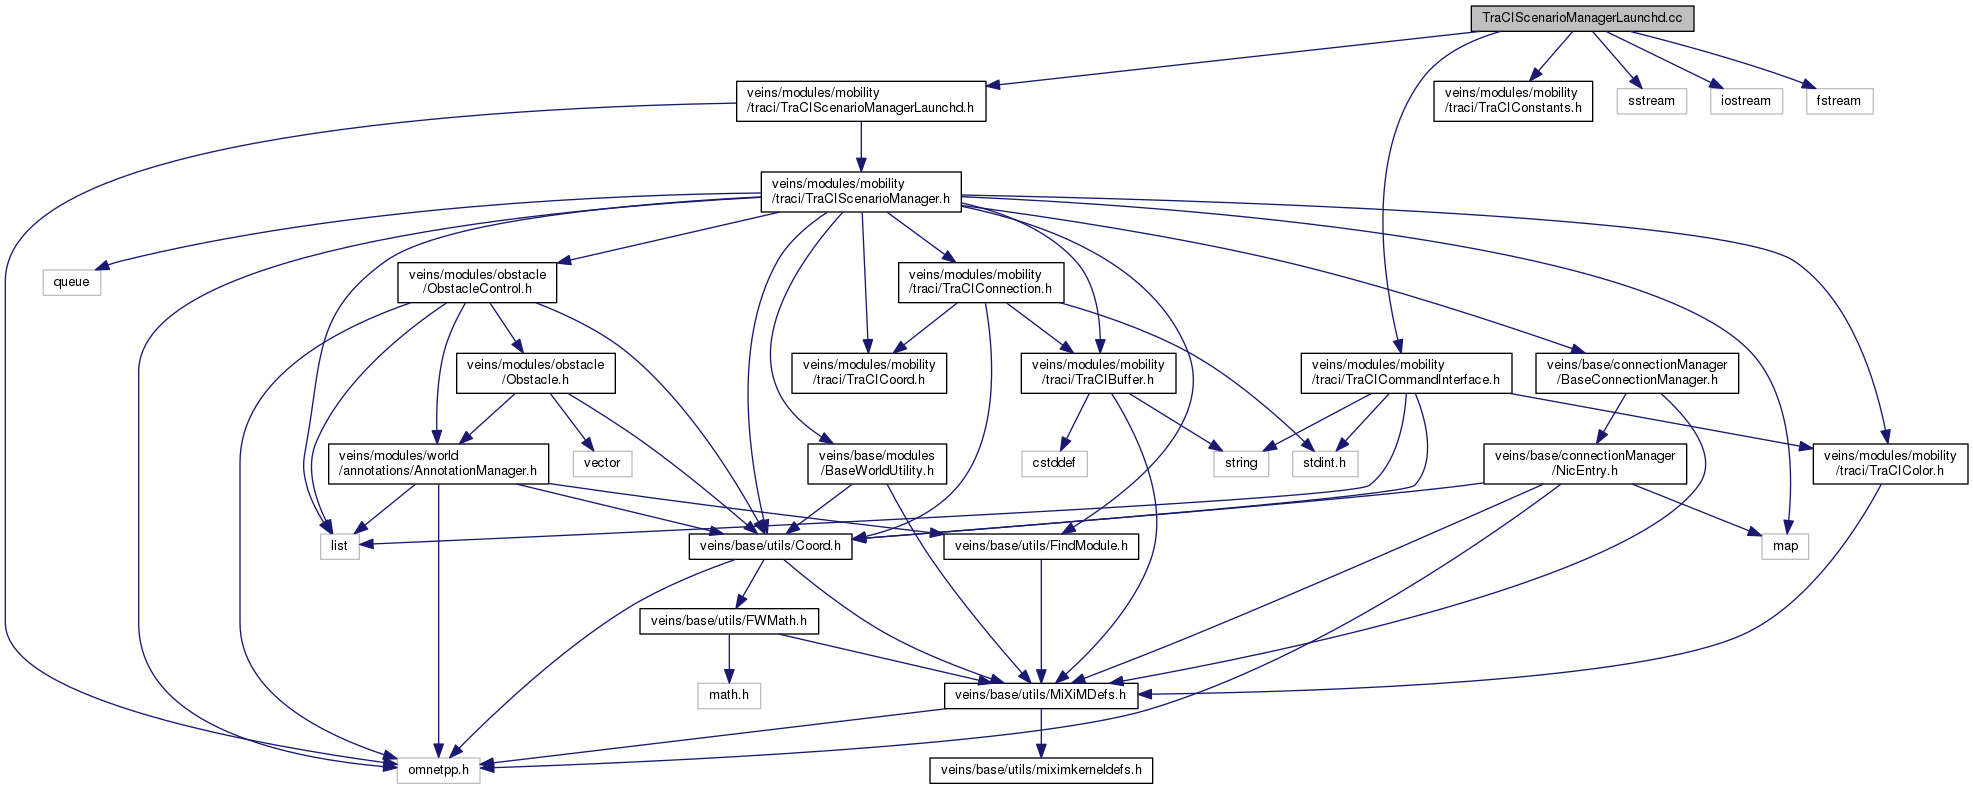 TraCIScenarioManagerLaunchd.cc
veins/modules/mobility
/traci/TraCIScenarioManagerLaunchd.h
veins/modules/mobility
/traci/TraCIConstants.h
sstream
iostream
fstream
veins/modules/mobility
/traci/TraCIScenarioManager.h
queue
veins/modules/obstacle
/ObstacleControl.h
veins/modules/mobility
/traci/TraCIConnection.h
veins/modules/obstacle
/Obstacle.h
veins/modules/mobility
/traci/TraCICoord.h
veins/modules/mobility
/traci/TraCIBuffer.h
veins/modules/mobility
/traci/TraCICommandInterface.h
veins/base/connectionManager
/BaseConnectionManager.h
veins/modules/world
/annotations/AnnotationManager.h
vector
veins/base/modules
/BaseWorldUtility.h
cstddef
string
stdint.h
veins/base/connectionManager
/NicEntry.h
veins/modules/mobility
/traci/TraCIColor.h
list
veins/base/utils/Coord.h
veins/base/utils/FindModule.h
map
veins/base/utils/FWMath.h
math.h
veins/base/utils/MiXiMDefs.h
omnetpp.h
veins/base/utils/miximkerneldefs.h